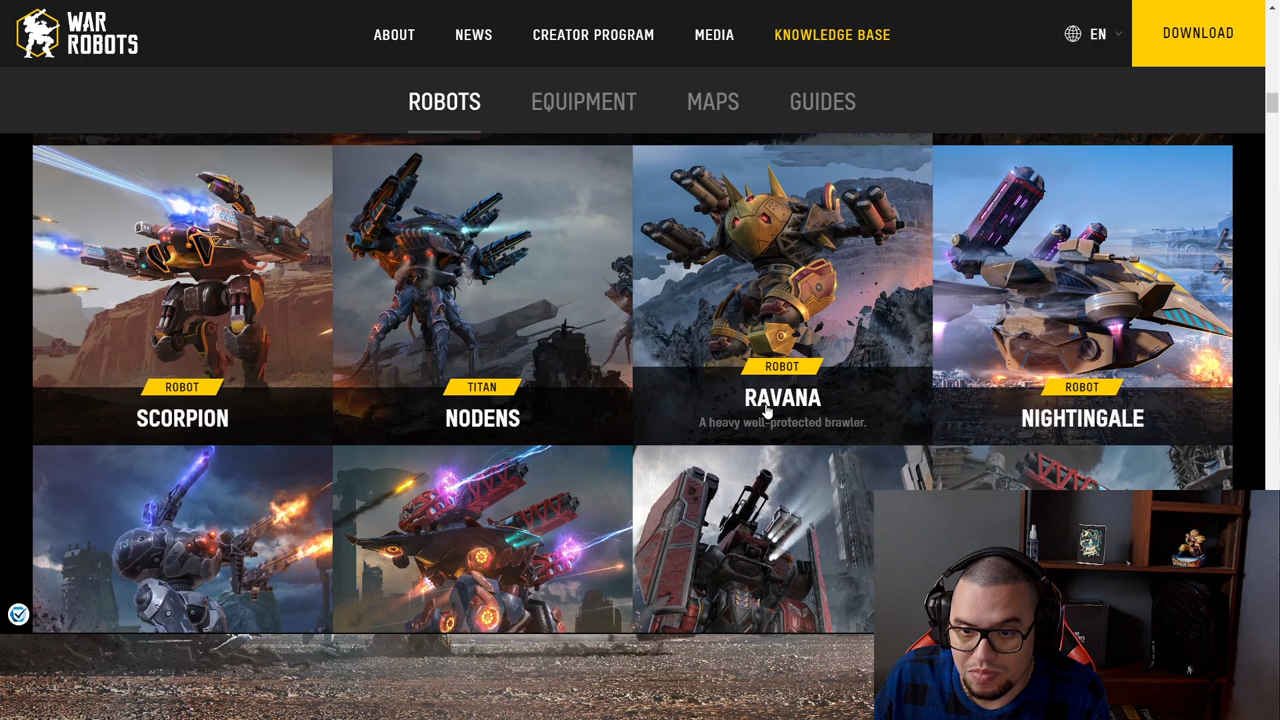 WAR
ROBOTS
ABOUT
NEWS
CREATOR PROGRAM
MEDIA
KNOWLEDGE BASE
EN
DOWNLOAD
ROBOTS
EQUIPMENT
MAPS
GUIDES
ROBOT
SCORPION
TITAN
NODENS
ROBOT
RAVANA
A heavy well-protected brawler.
ROBOT
NIGHTINGALE